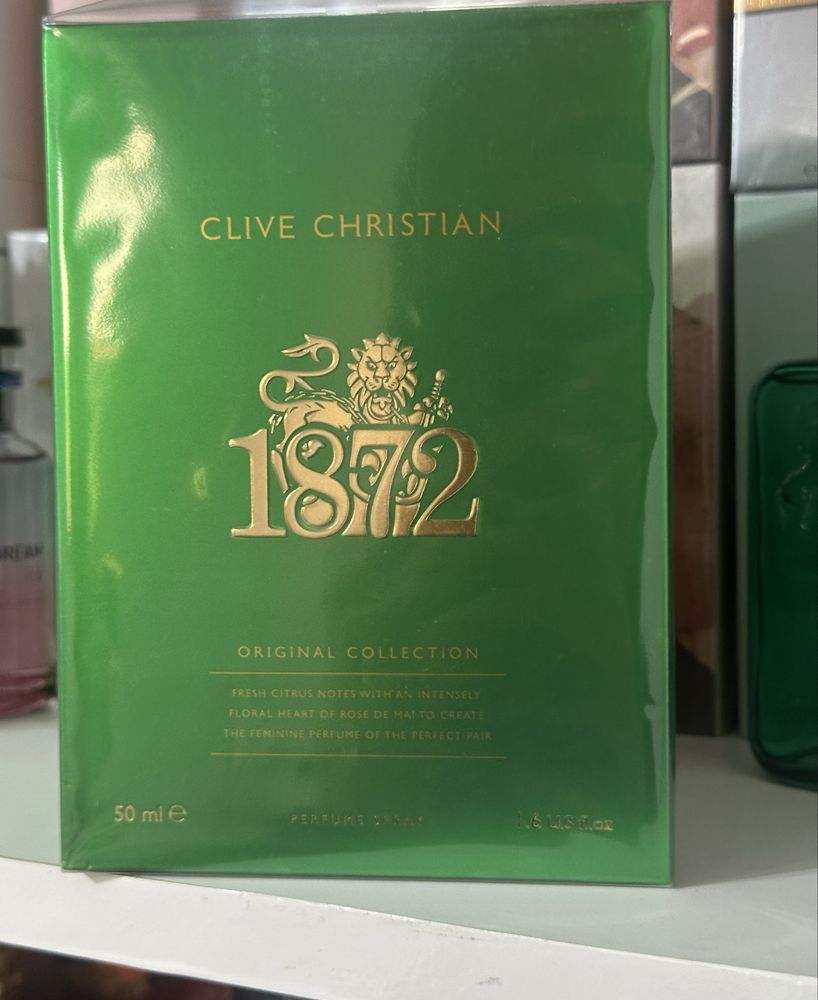 CLIVE CHRISTIAN
1872
ORIGINAL COLLECTION
FRESH CITRUS NOTES WITH AN INTENSELY
FLORAL HEART OF ROSE DE MAI TO CREATE
THE FEMININE PERFUME OF THE PERFECT PAIR
50 ml ℮
PERFUME SPRAY
1.6 U.S fl.oz
DREAM